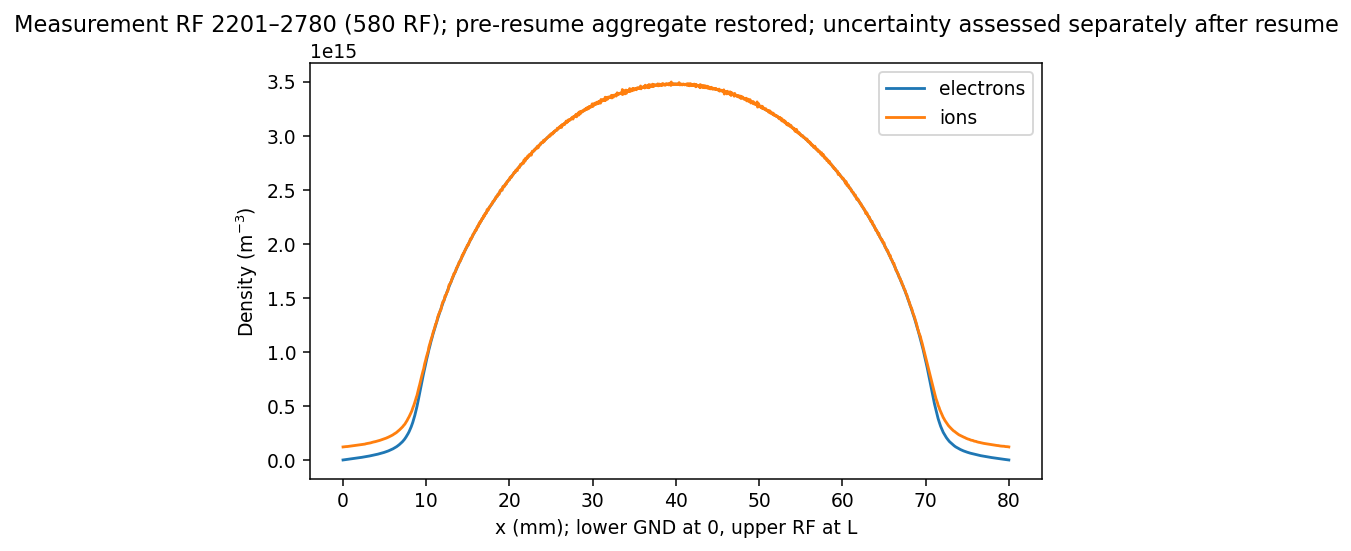 Measurement RF 2201–2780 (580 RF); pre-resume aggregate restored; uncertainty assessed separately after resume
1e15
electrons
ions
3.5
3.0
2.5
2.0
1.5
1.0
0.5
0.0
Density (m⁻³)
0 10 20 30 40 50 60 70 80
x (mm); lower GND at 0, upper RF at L